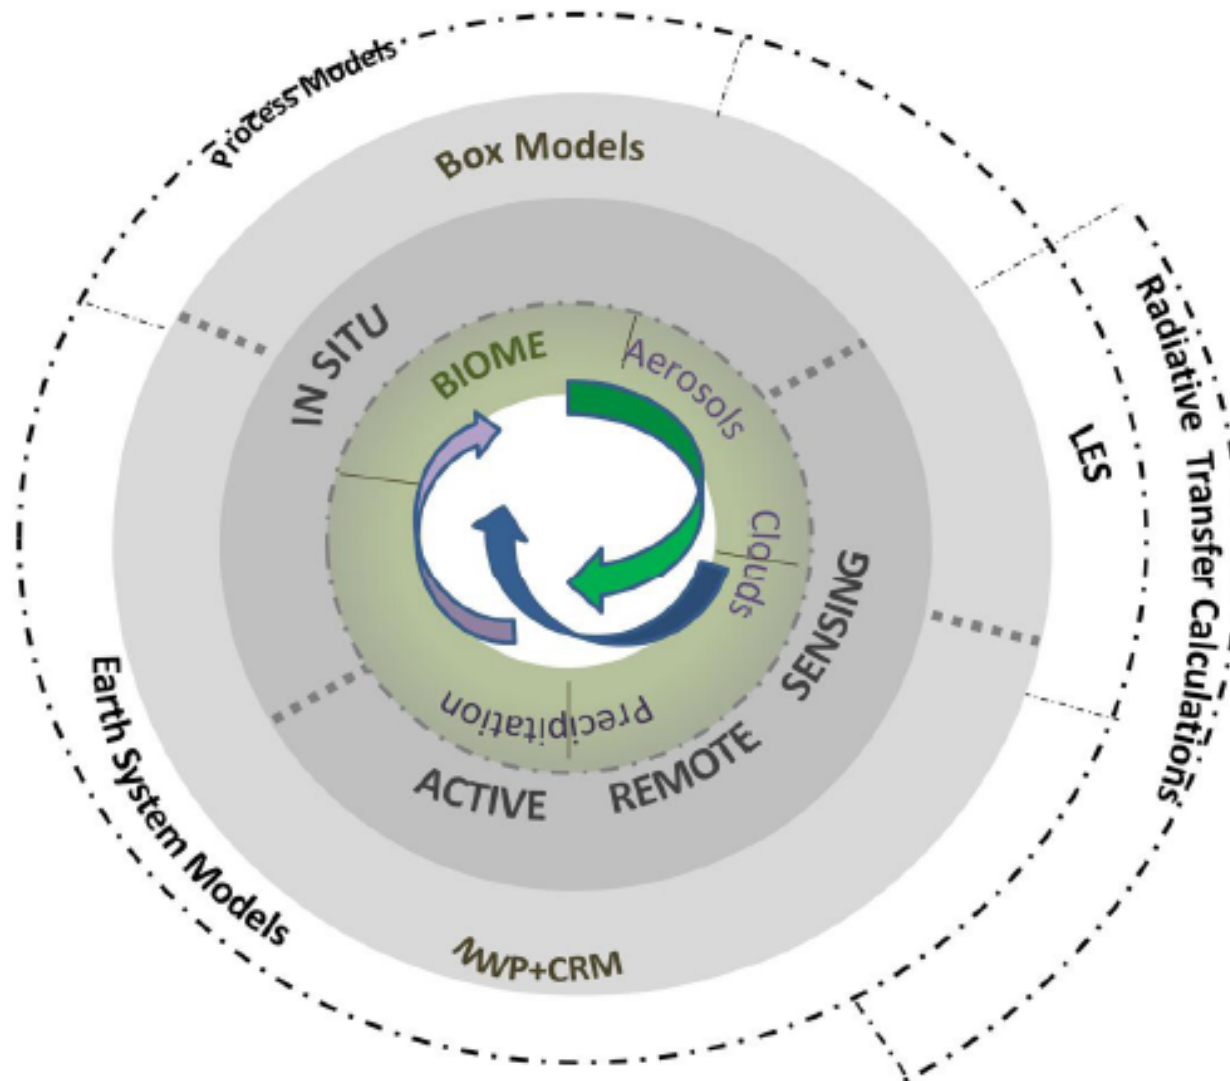 Process Models
Box Models
IN SITU
BIOME
Aerosols
Clouds
Precipitation
ACTIVE REMOTE SENSING
LES
Radiative Transfer Calculations
Earth System Models
NWP+CRM